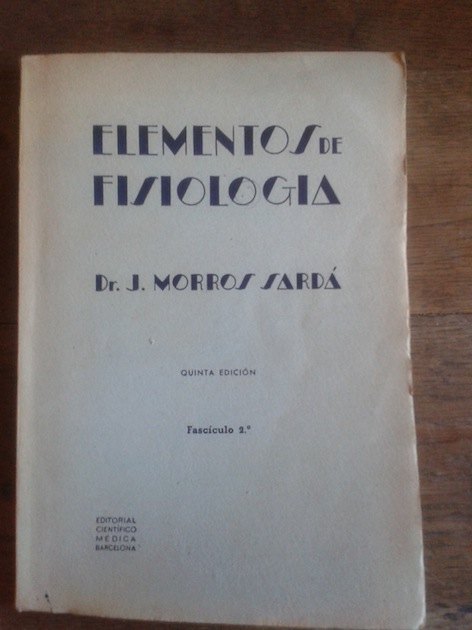 ELEMENTOS DE
FISIOLOGIA
Dr. J. MORROS SARDÁ
QUINTA EDICIÓN
Fascículo 2.º
EDITORIAL
CIENTÍFICO
MÉDICA
BARCELONA